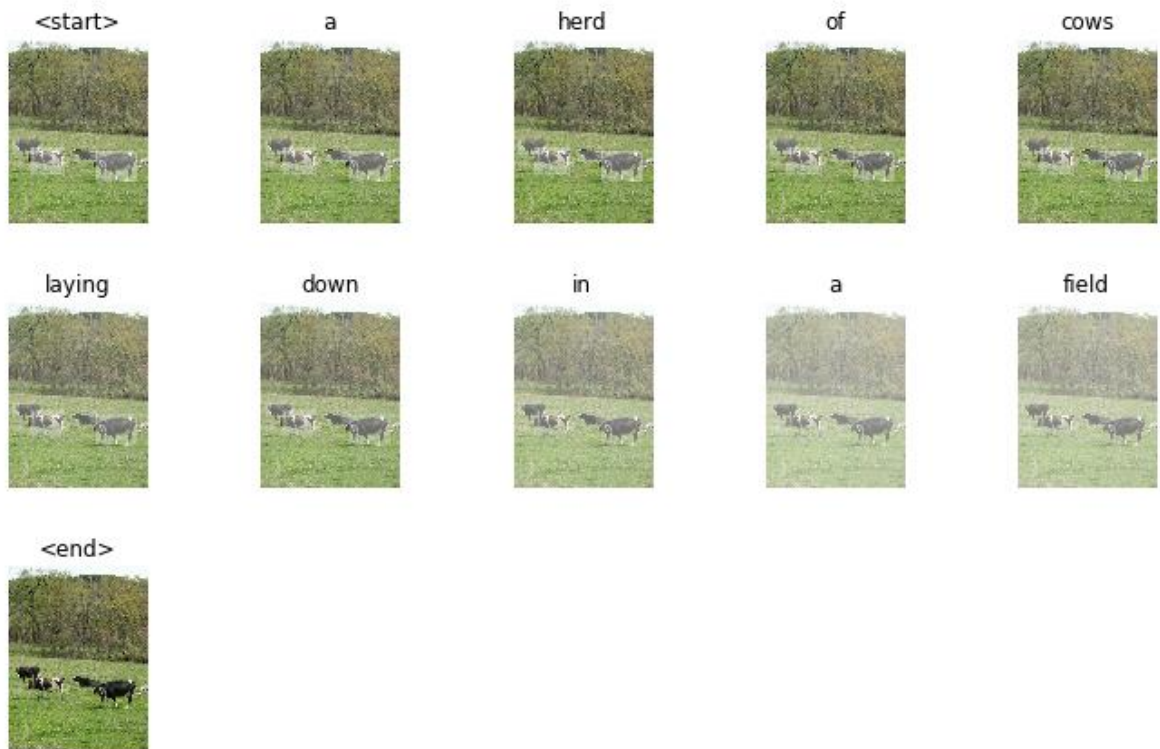 <start> a herd of cows
laying down in a field
<end>